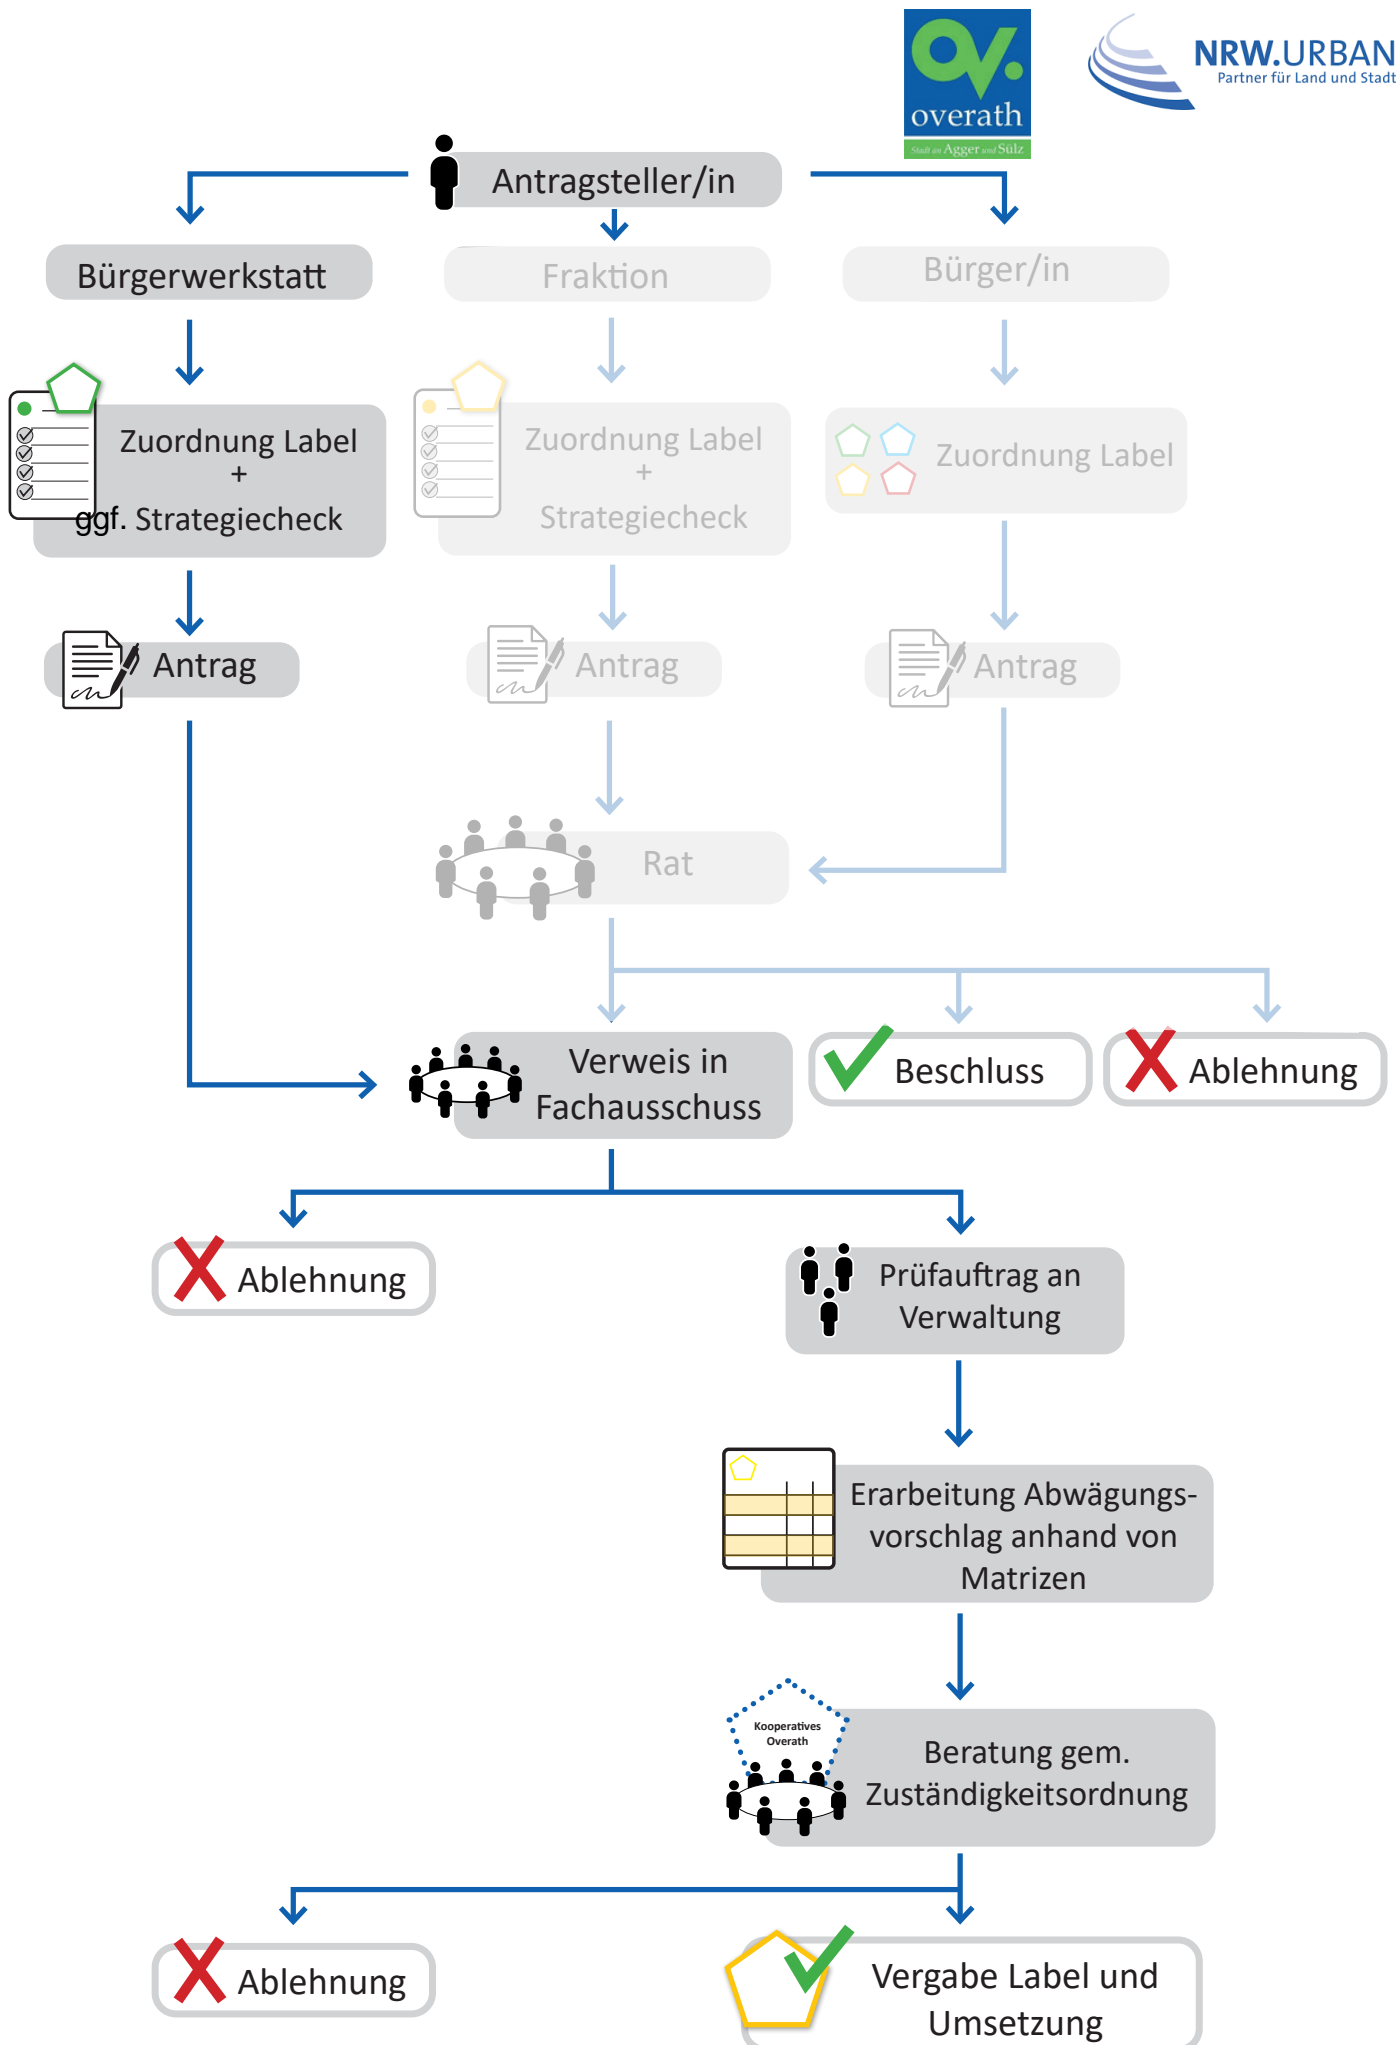 OV.
overath
Stadt an Agger und Sülz
NRW.URBAN
Partner für Land und Stadt
Antragsteller/in
Bürgerwerkstatt
Fraktion
Bürger/in
Zuordnung Label
+
ggf. Strategiecheck
Zuordnung Label
+
Strategiecheck
Zuordnung Label
Antrag
Antrag
Antrag
Rat
Verweis in
Fachausschuss
Beschluss
Ablehnung
Ablehnung
Prüfauftrag an
Verwaltung
Erarbeitung Abwägungs-
vorschlag anhand von
Matrizen
Kooperatives
Overath
Beratung gem.
Zuständigkeitsordnung
Ablehnung
Vergabe Label und
Umsetzung